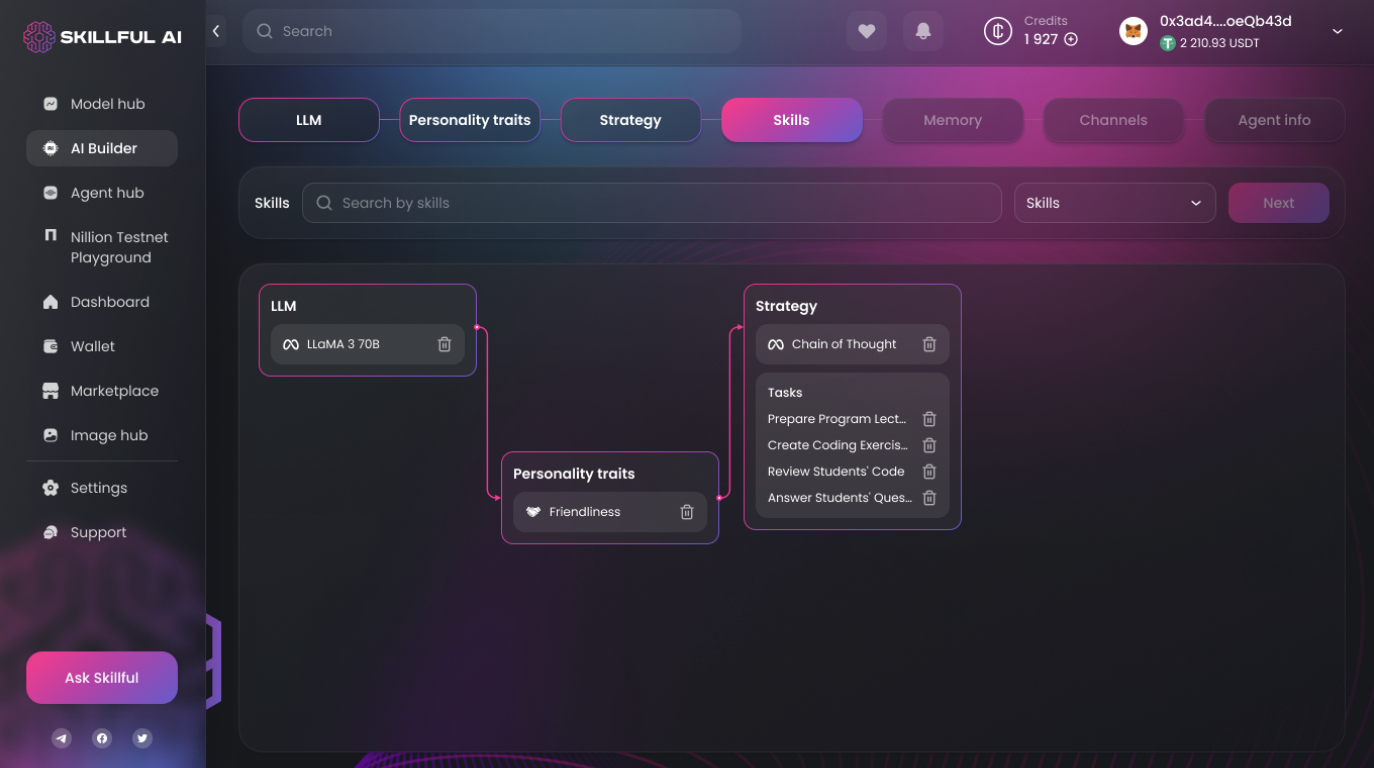 SKILLFUL AI
Search
Credits
1 927
0x3ad4....oeQb43d
2 210.93 USDT
Model hub
AI Builder
Agent hub
Nillion Testnet
Playground
Dashboard
Wallet
Marketplace
Image hub
Settings
Support
Ask Skillful
LLM
Personality traits
Strategy
Skills
Memory
Channels
Agent info
Skills
Search by skills
Skills
Next
LLM
LLaMA 3 70B
Personality traits
Friendliness
Strategy
Chain of Thought
Tasks
Prepare Program Lect...
Create Coding Exercis...
Review Students' Code
Answer Students' Ques...